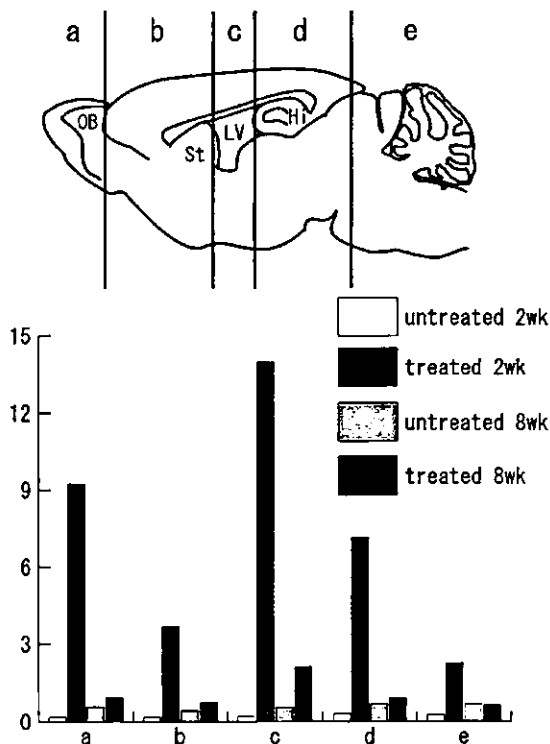 a b c d e
OB
LV
Hi
St
untreated 2wk
treated 2wk
untreated 8wk
treated 8wk
15
12
9
6
3
0
a b c d e